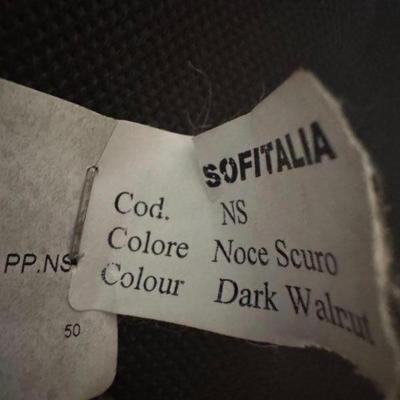 SOFITALIA
Cod. NS
Colore Noce Scuro
Colour Dark Walnut
PP.NS
50